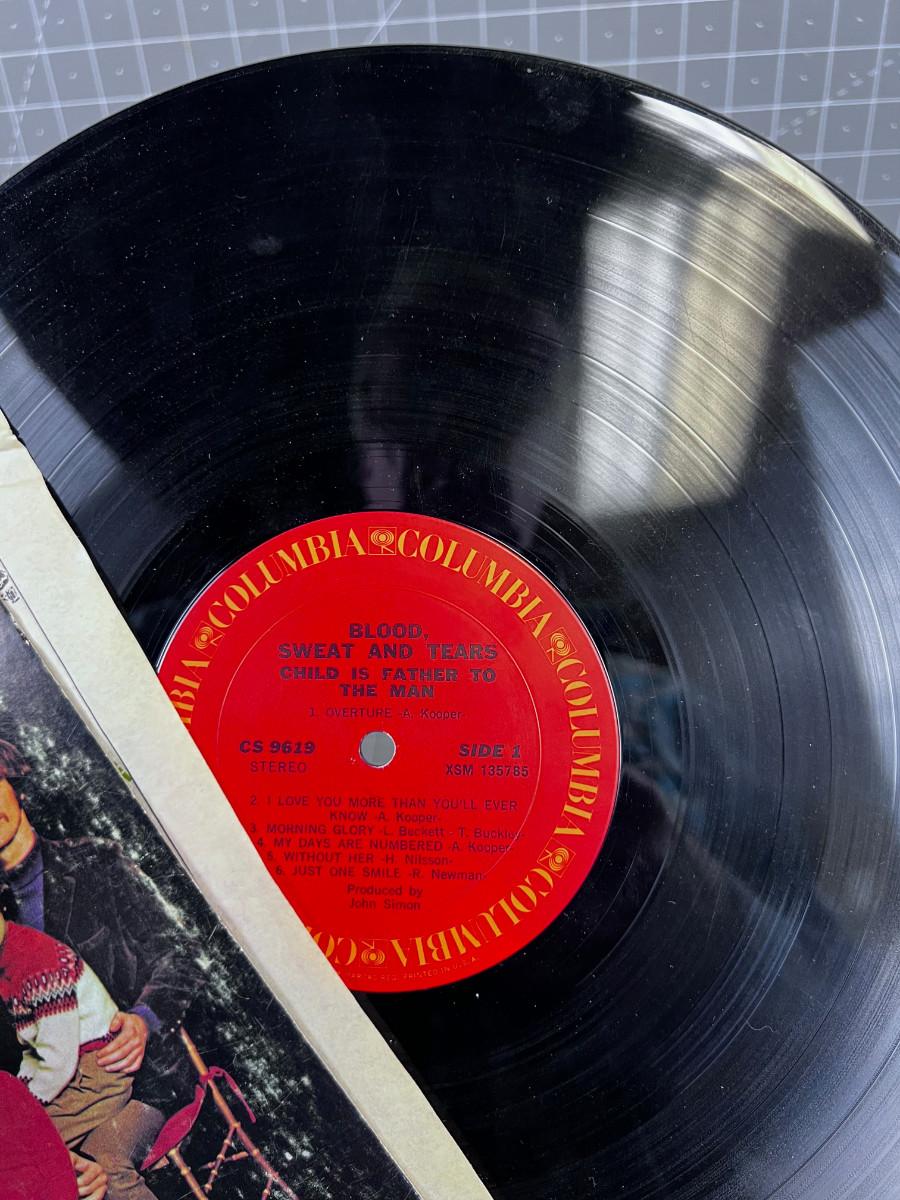 COLUMBIA COLUMBIA COLUMBIA COLUMBIA COLUMBIA
BLOOD,
SWEAT AND TEARS
CHILD IS FATHER TO
THE MAN
1. OVERTURE -A. Kooper-
CS 9619
STEREO
SIDE 1
XSM 135785
2. I LOVE YOU MORE THAN YOU'LL EVER
KNOW -A. Kooper-
3. MORNING GLORY -L. Beckett - T. Buckley-
4. MY DAYS ARE NUMBERED -A. Kooper-
5. WITHOUT HER -H. Nilsson-
6. JUST ONE SMILE -R. Newman-
Produced by
John Simon
PRINTED IN U.S.A.